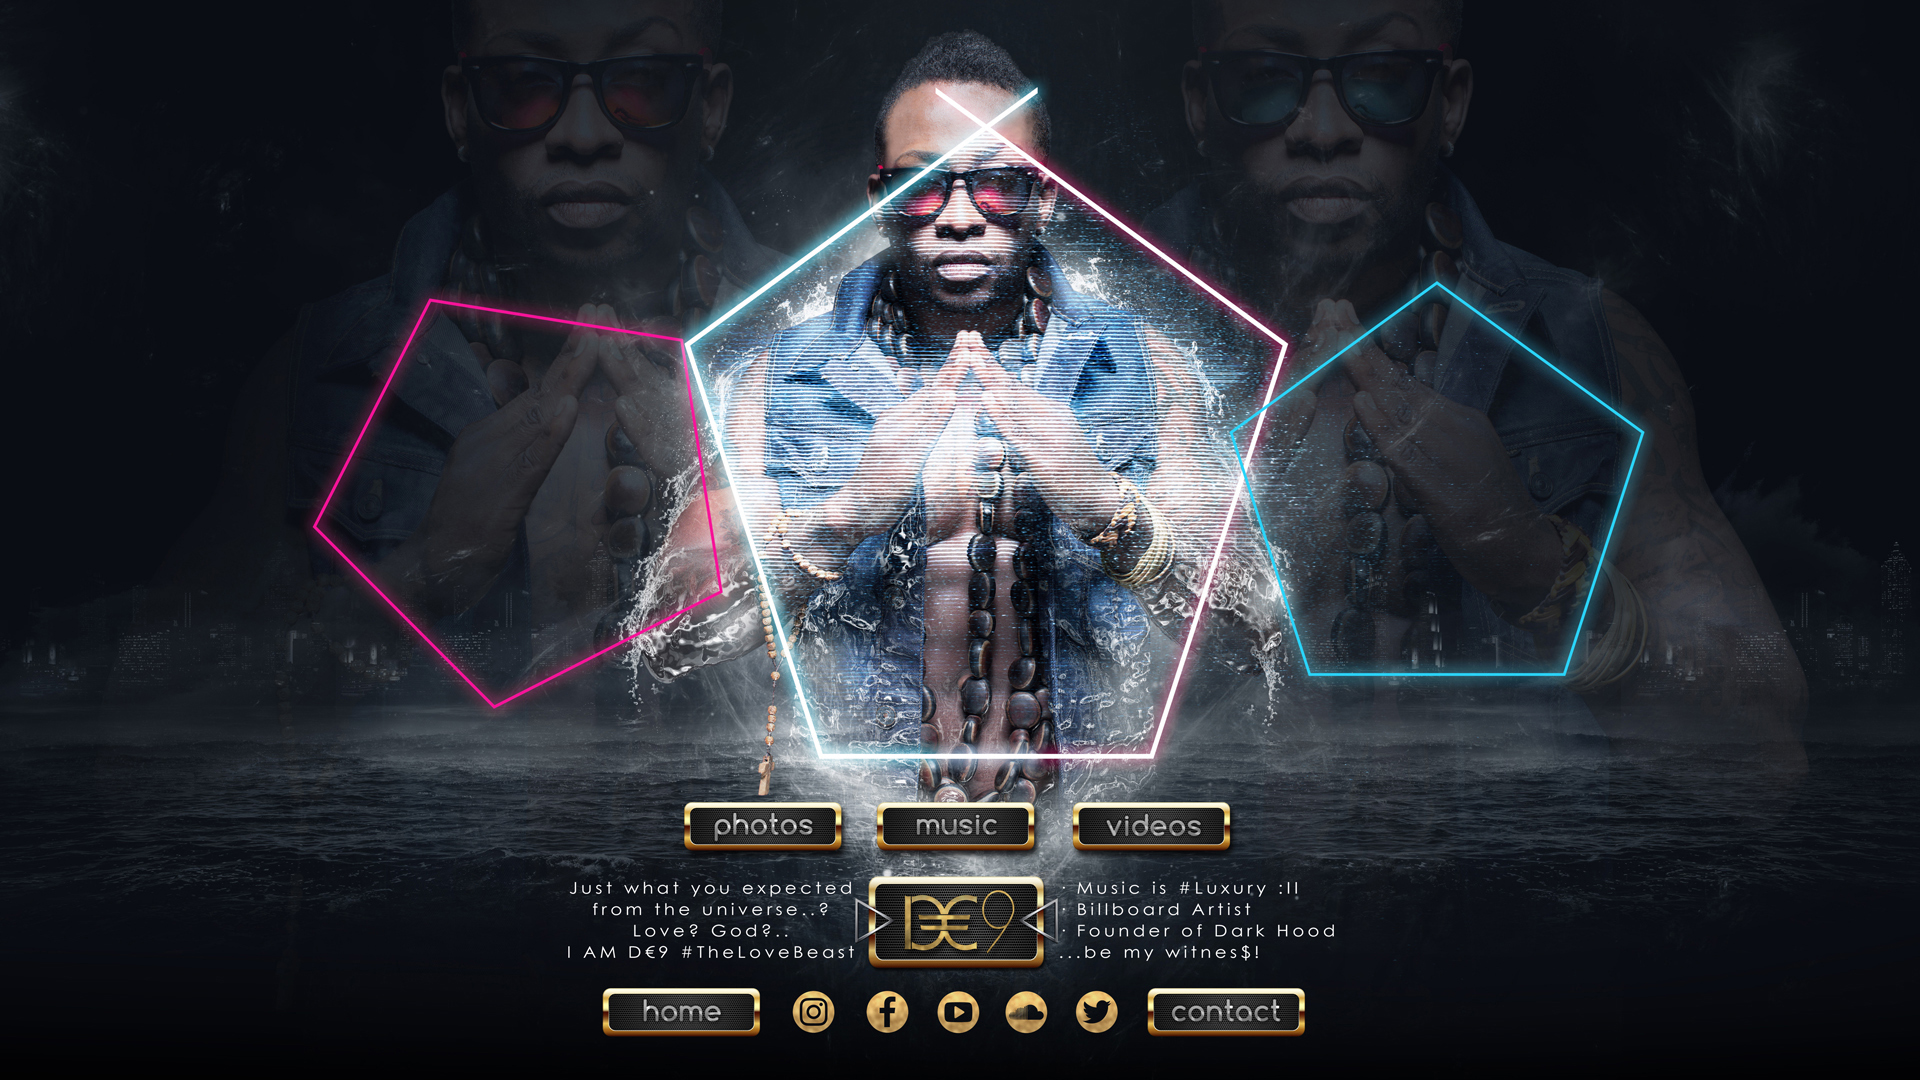 photos
music
videos
Just what you expected
from the universe..?
Love? God?..
I AM D€9 #TheLoveBeast
D€9
· Music is #Luxury :II
· Billboard Artist
· Founder of Dark Hood
...be my witnes$!
home
contact